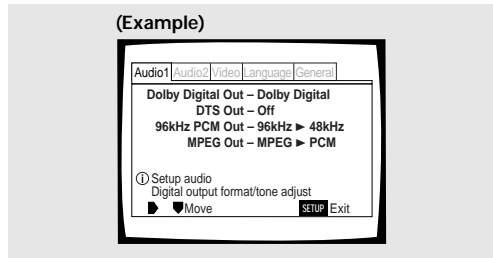 (Example)
Audio1 Audio2 Video Language General
Dolby Digital Out – Dolby Digital
DTS Out – Off
96kHz PCM Out – 96kHz ► 48kHz
MPEG Out – MPEG ► PCM
i Setup audio
Digital output format/tone adjust
Move SETUP Exit